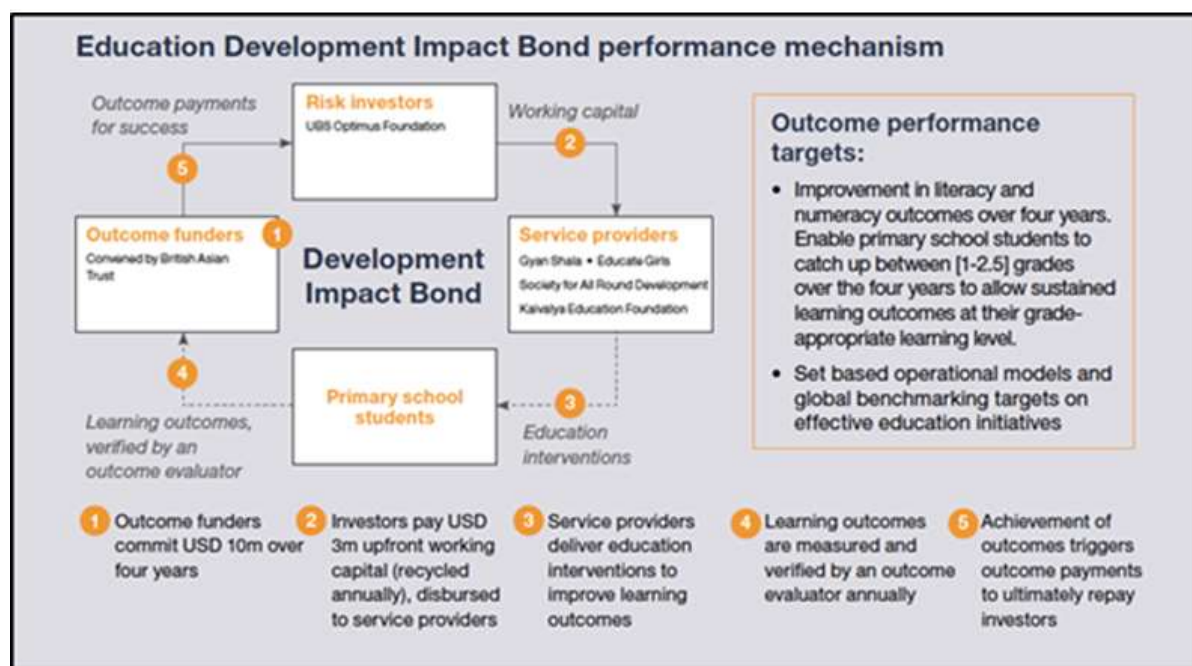 Education Development Impact Bond performance mechanism
Outcome payments
for success
5
Risk investors
UBS Optimus Foundation
Working capital
2
Outcome funders
Convened by British Asian
Trust
1
Development
Impact Bond
Service providers
Gyan Shala • Educate Girls
Society for All Round Development
Kaivalya Education Foundation
4
Learning outcomes,
verified by an
outcome evaluator
Primary school
students
3
Education
interventions
Outcome performance
targets:
• Improvement in literacy and
numeracy outcomes over four years.
Enable primary school students to
catch up between [1-2.5] grades
over the four years to allow sustained
learning outcomes at their grade-
appropriate learning level.
• Set based operational models and
global benchmarking targets on
effective education initiatives
1 Outcome funders
commit USD 10m over
four years
2 Investors pay USD
3m upfront working
capital (recycled
annually), disbursed
to service providers
3 Service providers
deliver education
interventions to
improve learning
outcomes
4 Learning outcomes
are measured and
verified by an outcome
evaluator annually
5 Achievement of
outcomes triggers
outcome payments
to ultimately repay
investors